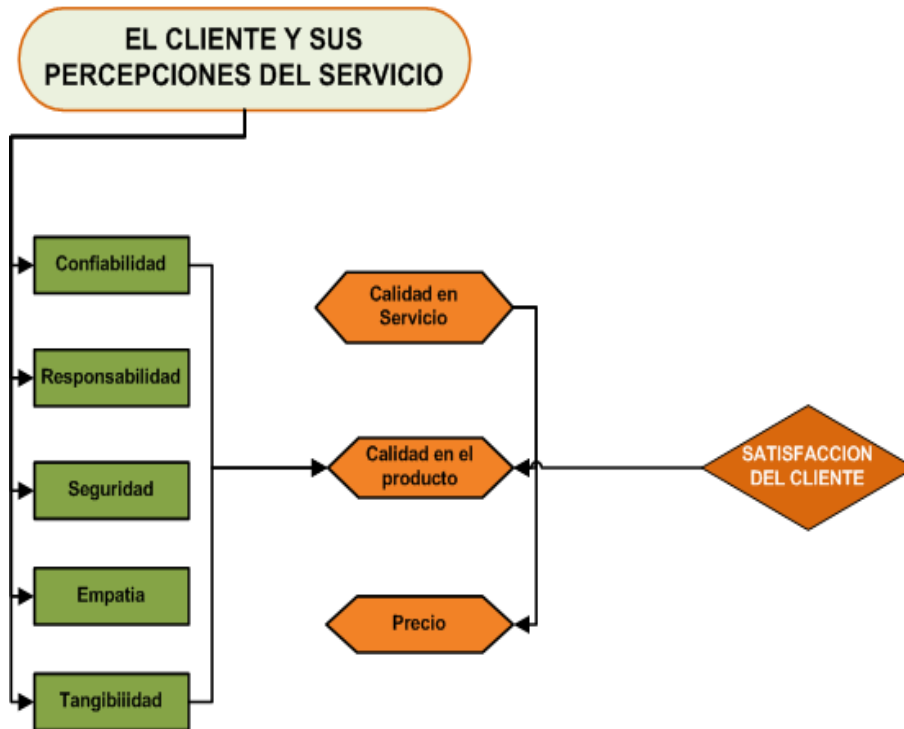 EL CLIENTE Y SUS
PERCEPCIONES DEL SERVICIO
Confiabilidad
Responsabilidad
Seguridad
Empatia
Tangibiiidad
Calidad en
Servicio
Calidad en el
producto
Precio
SATISFACCION
DEL CLIENTE